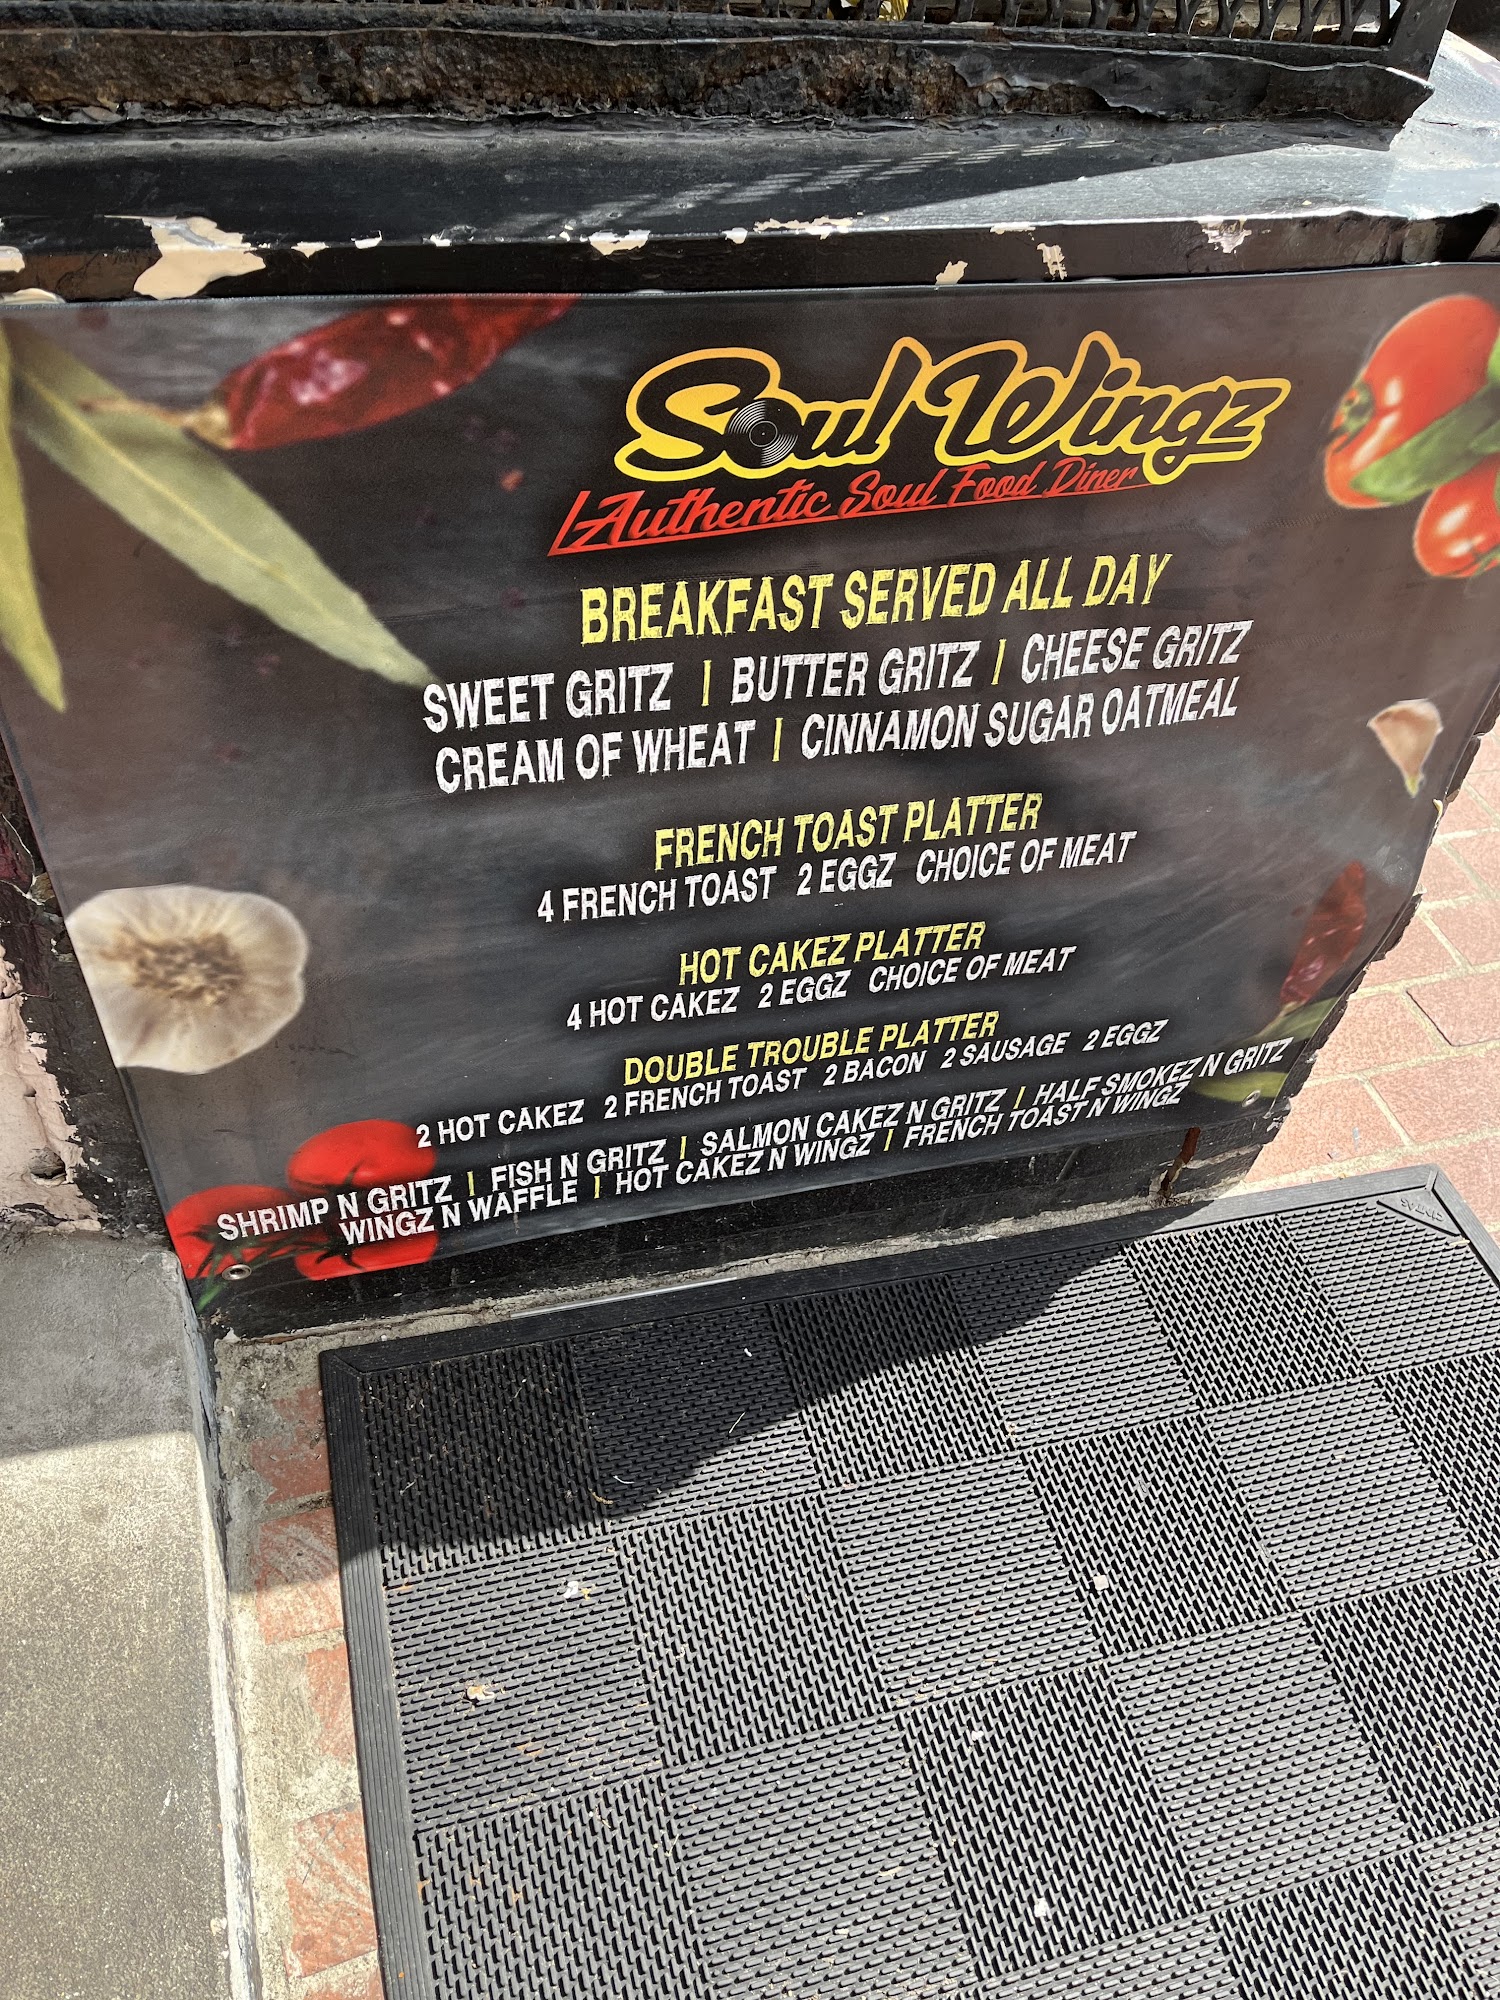 Soul Wingz
Authentic Soul Food Diner
BREAKFAST SERVED ALL DAY
SWEET GRITZ | BUTTER GRITZ | CHEESE GRITZ
CREAM OF WHEAT | CINNAMON SUGAR OATMEAL
FRENCH TOAST PLATTER
4 FRENCH TOAST 2 EGGZ CHOICE OF MEAT
HOT CAKEZ PLATTER
4 HOT CAKEZ 2 EGGZ CHOICE OF MEAT
DOUBLE TROUBLE PLATTER
2 HOT CAKEZ 2 FRENCH TOAST 2 BACON 2 SAUSAGE 2 EGGZ
SHRIMP N GRITZ | FISH N GRITZ | SALMON CAKEZ N GRITZ | HALF SMOKEZ N GRITZ
WINGZ N WAFFLE | HOT CAKEZ N WINGZ | FRENCH TOAST N WINGZ